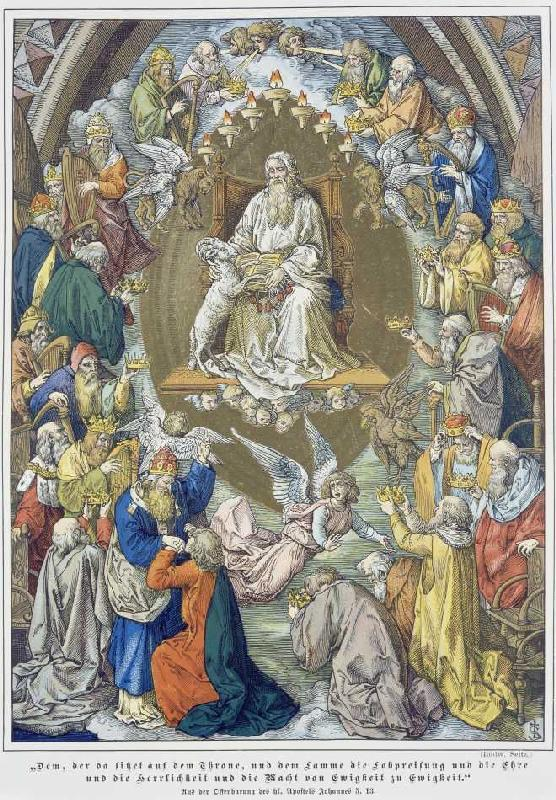 „Dem, der da sitzet auf dem Throne, und dem Lamme die Lobpreisung und die Ehre
und die Herrlichkeit und die Macht von Ewigkeit zu Ewigkeit.“
Aus der Offenbarung des hl. Apostels Johannes 5. 13.